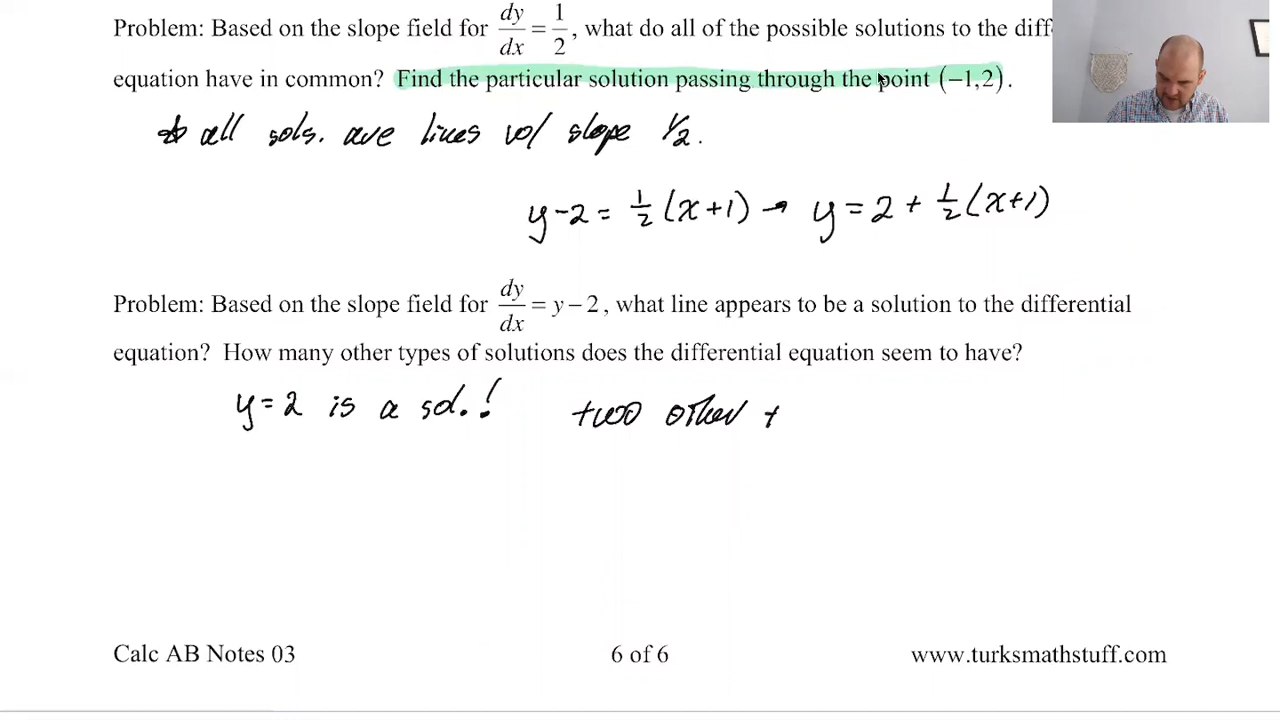 Problem: Based on the slope field for dy/dx = 1/2, what do all of the possible solutions to the diff
equation have in common? Find the particular solution passing through the point (−1,2).
all sols. are lines w/ slope 1/2.
y-2 = 1/2 (x+1) → y = 2 + 1/2 (x+1)
Problem: Based on the slope field for dy/dx = y − 2, what line appears to be a solution to the differential
equation? How many other types of solutions does the differential equation seem to have?
y=2 is a sol.! two other t
Calc AB Notes 03 6 of 6 www.turksmathstuff.com